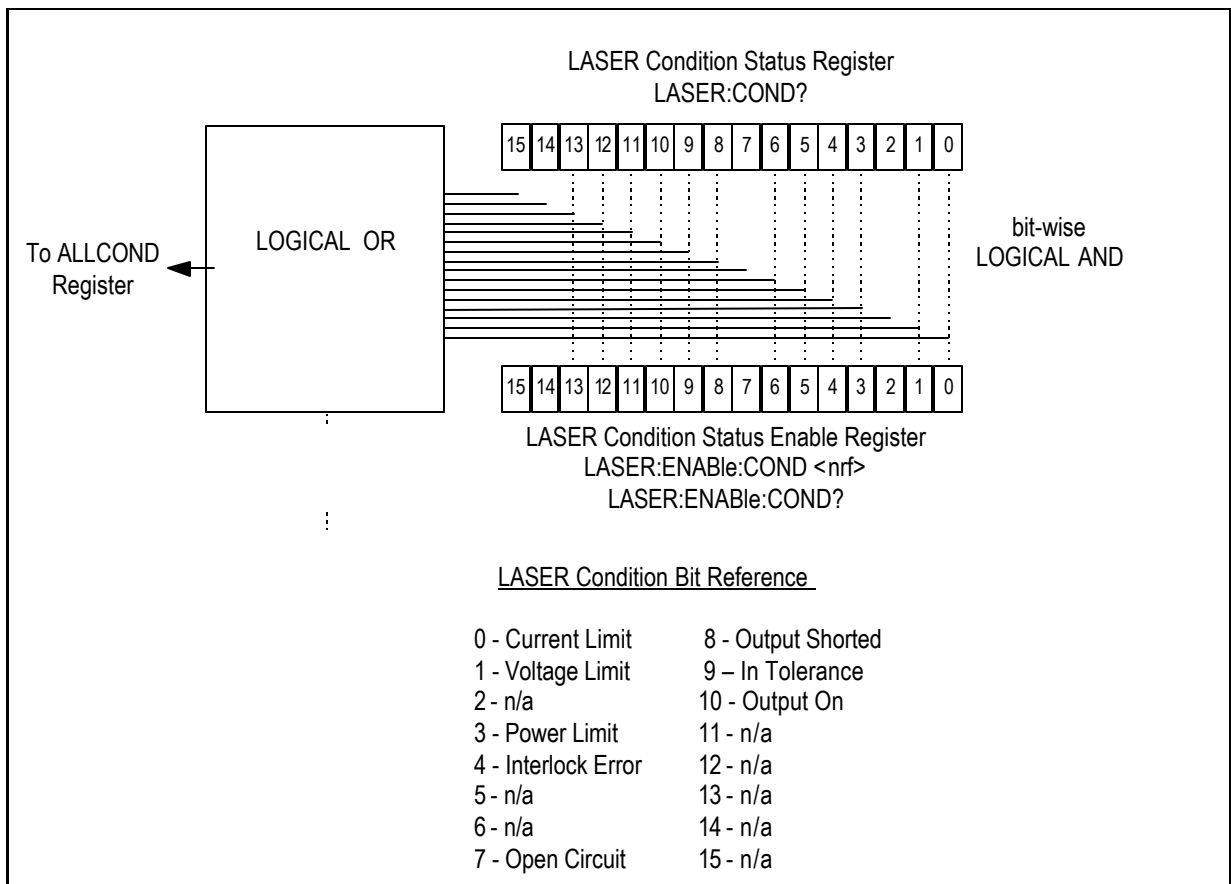 LASER Condition Status Register
LASER:COND?
15 14 13 12 11 10 9 8 7 6 5 4 3 2 1 0
LOGICAL OR
To ALLCOND
Register
bit-wise
LOGICAL AND
15 14 13 12 11 10 9 8 7 6 5 4 3 2 1 0
LASER Condition Status Enable Register
LASER:ENABle:COND <nrf>
LASER:ENABle:COND?
LASER Condition Bit Reference
0 - Current Limit
1 - Voltage Limit
2 - n/a
3 - Power Limit
4 - Interlock Error
5 - n/a
6 - n/a
7 - Open Circuit
8 - Output Shorted
9 – In Tolerance
10 - Output On
11 - n/a
12 - n/a
13 - n/a
14 - n/a
15 - n/a